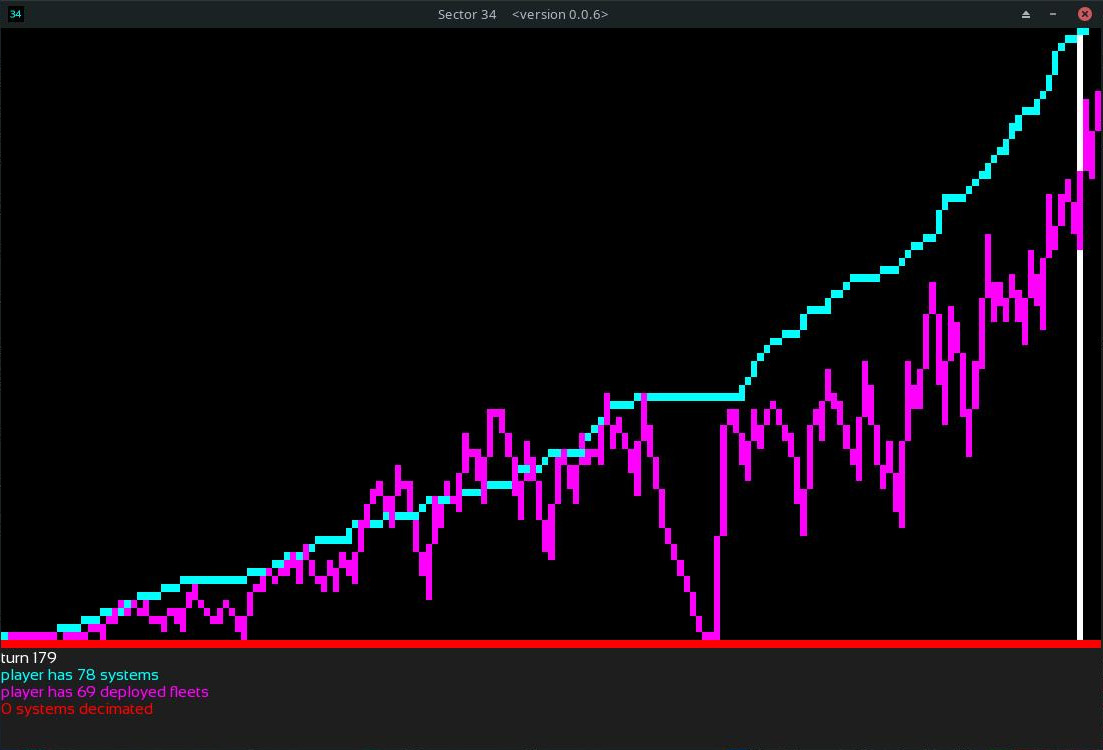 34
Sector 34 <version 0.0.6>
turn 179
player has 78 systems
player has 69 deployed fleets
0 systems decimated